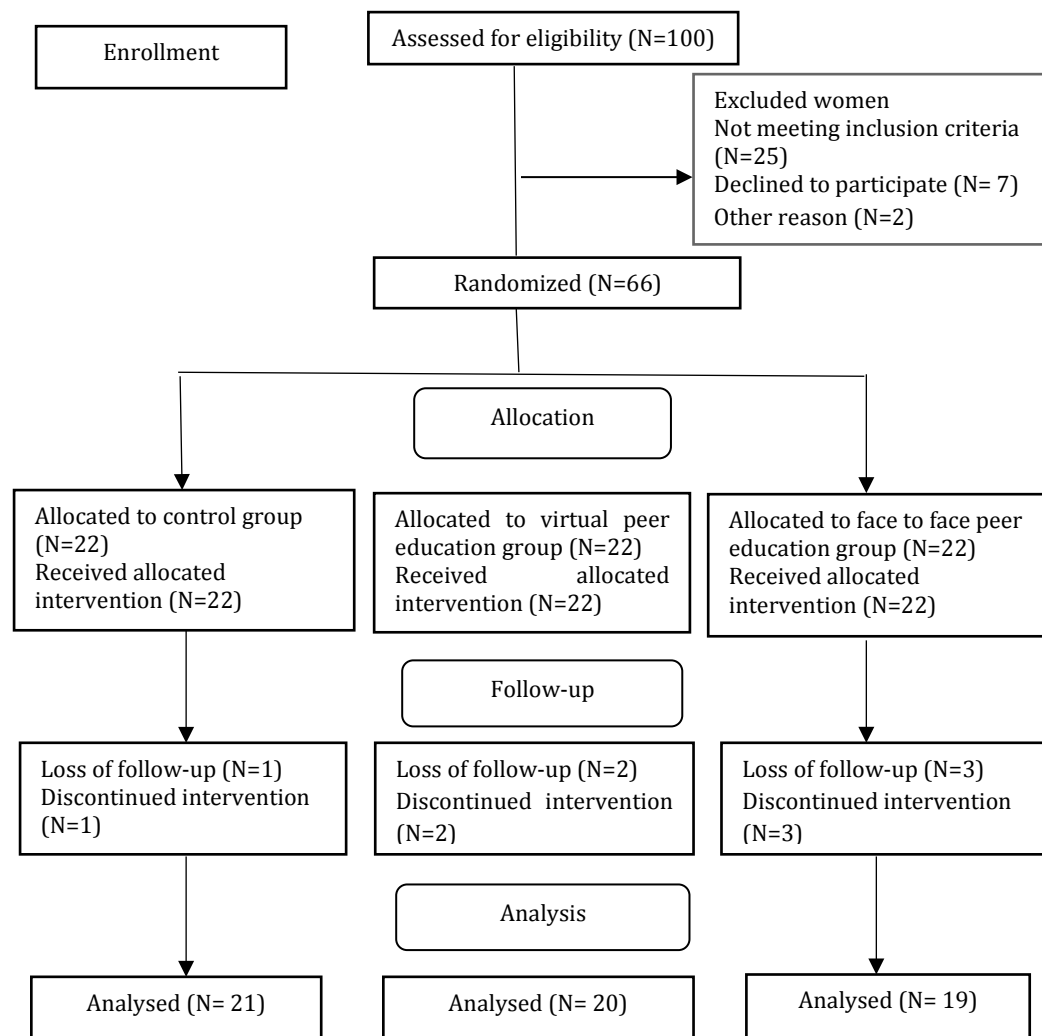 Enrollment
Assessed for eligibility (N=100)
Excluded women
Not meeting inclusion criteria
(N=25)
Declined to participate (N= 7)
Other reason (N=2)
Randomized (N=66)
Allocation
Allocated to control group
(N=22)
Received allocated
intervention (N=22)
Allocated to virtual peer
education group (N=22)
Received allocated
intervention (N=22)
Allocated to face to face peer
education group (N=22)
Received allocated
intervention (N=22)
Follow-up
Loss of follow-up (N=1)
Discontinued intervention
(N=1)
Loss of follow-up (N=2)
Discontinued intervention
(N=2)
Loss of follow-up (N=3)
Discontinued intervention
(N=3)
Analysis
Analysed (N= 21)
Analysed (N= 20)
Analysed (N= 19)